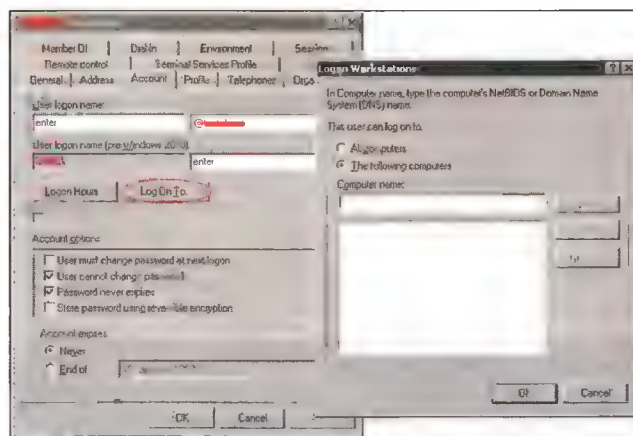 Member Of Dial-in Environment Sessions
Remote control Terminal Services Profile
General Address Account Profile Telephones Orga
User logon name:
enter
User logon name (pre-Windows 2000):
enter
Logon Hours Log On To...
Account options:
User must change password at next logon
User cannot change password
Password never expires
Store password using reversible encryption
Account expires
Never
End of
OK Cancel
Logon Workstations
In Computer name, type the computer's NetBIOS or Domain Name
System (DNS) name.
This user can log on to:
All computers
The following computers
Computer name:
OK Cancel